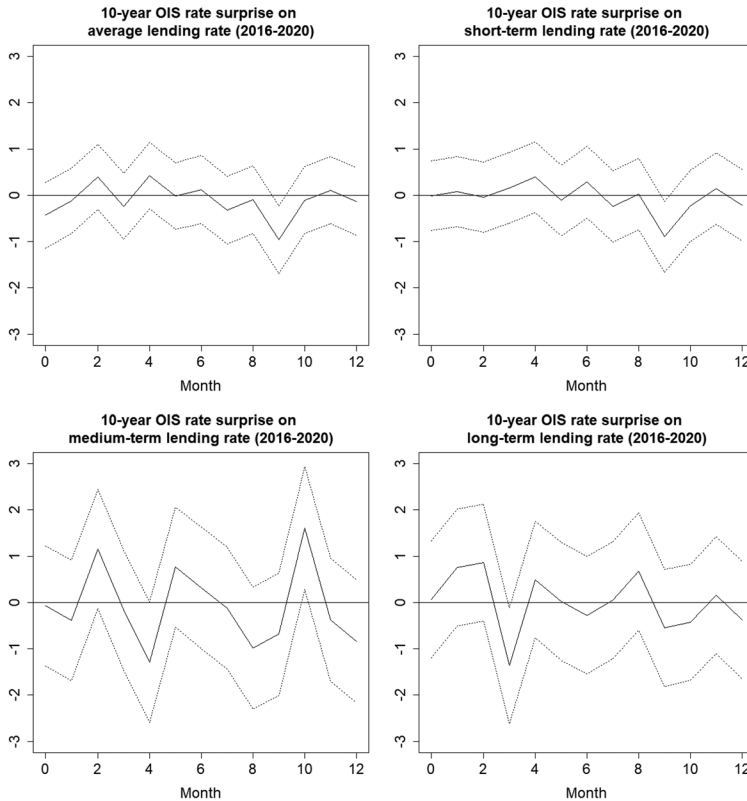 10-year OIS rate surprise on
average lending rate (2016-2020)
3
2
1
0
-1
-2
-3
0 2 4 6 8 10 12
Month
10-year OIS rate surprise on
short-term lending rate (2016-2020)
3
2
1
0
-1
-2
-3
0 2 4 6 8 10 12
Month
10-year OIS rate surprise on
medium-term lending rate (2016-2020)
3
2
1
0
-1
-2
-3
0 2 4 6 8 10 12
Month
10-year OIS rate surprise on
long-term lending rate (2016-2020)
3
2
1
0
-1
-2
-3
0 2 4 6 8 10 12
Month